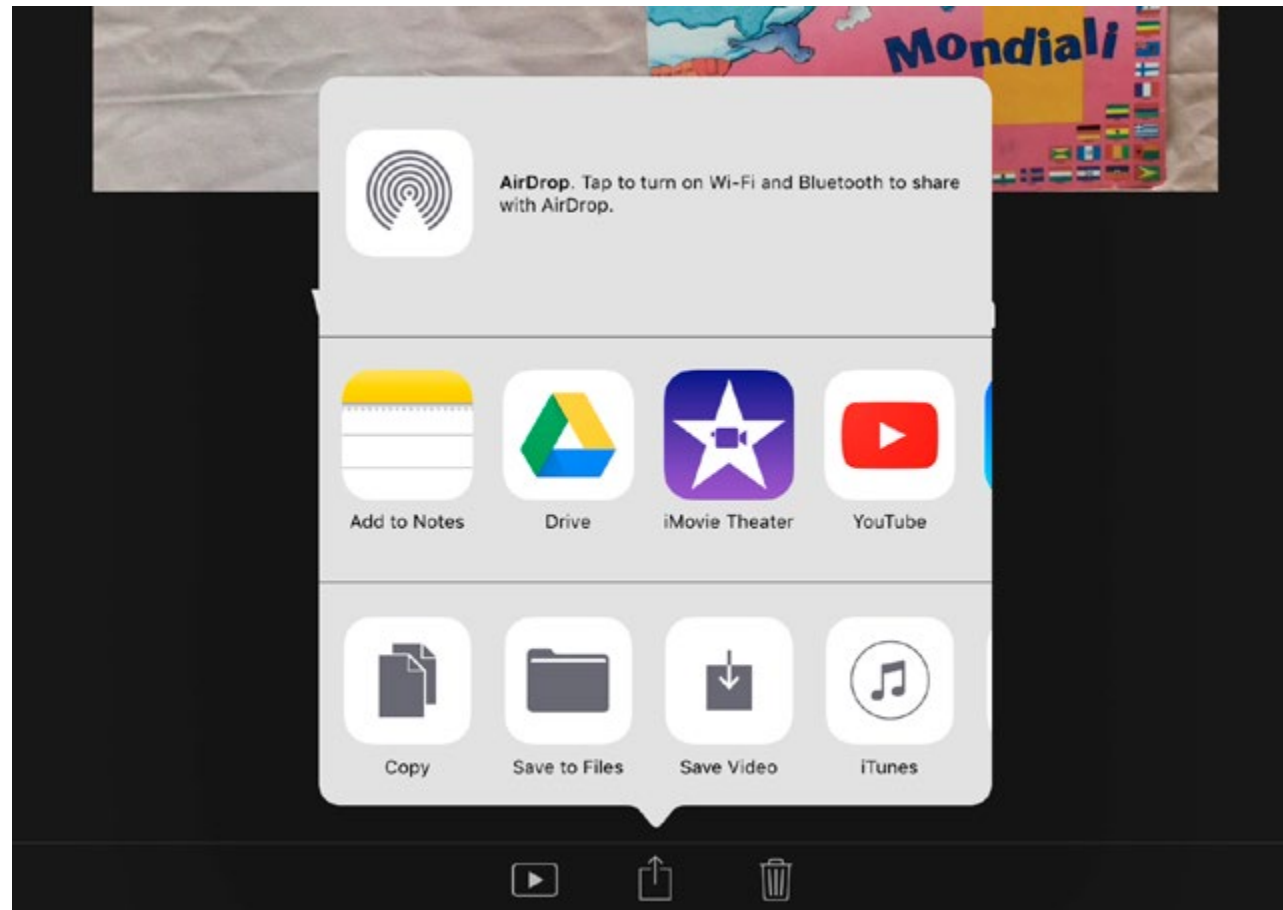 Mondiali
AirDrop. Tap to turn on Wi-Fi and Bluetooth to share
with AirDrop.
Add to Notes
Drive
iMovie Theater
YouTube
Copy
Save to Files
Save Video
iTunes